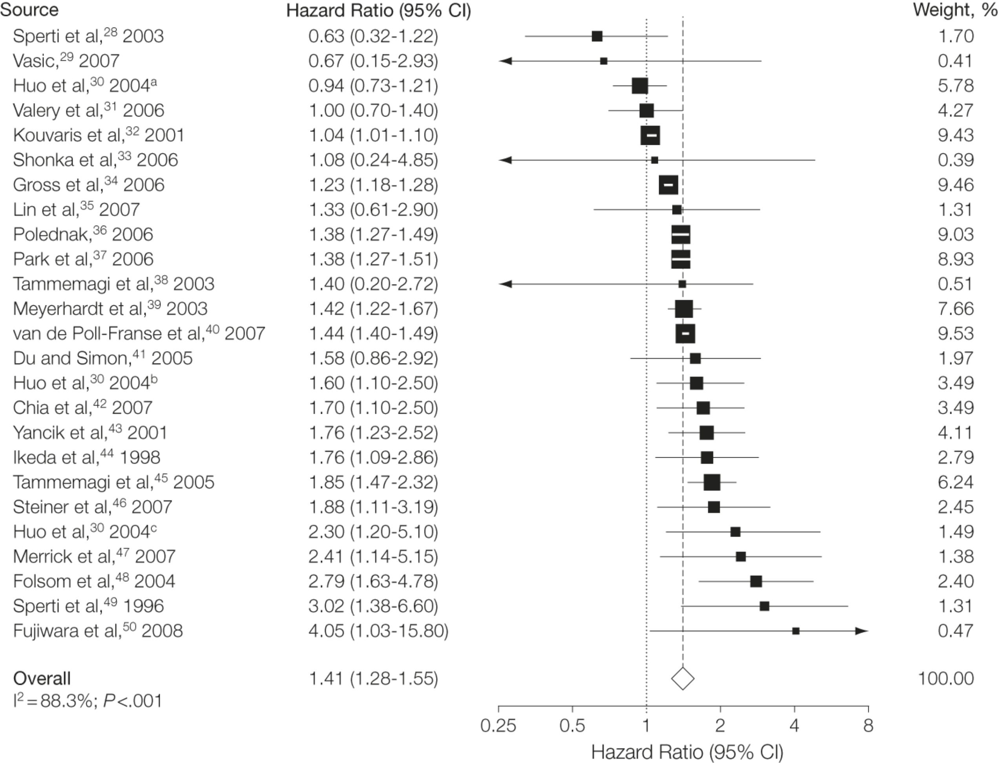 Source Hazard Ratio (95% CI) Weight, %
Sperti et al,28 2003 0.63 (0.32-1.22) 1.70
Vasic,29 2007 0.67 (0.15-2.93) 0.41
Huo et al,30 2004a 0.94 (0.73-1.21) 5.78
Valery et al,31 2006 1.00 (0.70-1.40) 4.27
Kouvaris et al,32 2001 1.04 (1.01-1.10) 9.43
Shonka et al,33 2006 1.08 (0.24-4.85) 0.39
Gross et al,34 2006 1.23 (1.18-1.28) 9.46
Lin et al,35 2007 1.33 (0.61-2.90) 1.31
Polednak,36 2006 1.38 (1.27-1.49) 9.03
Park et al,37 2006 1.38 (1.27-1.51) 8.93
Tammemagi et al,38 2003 1.40 (0.20-2.72) 0.51
Meyerhardt et al,39 2003 1.42 (1.22-1.67) 7.66
van de Poll-Franse et al,40 2007 1.44 (1.40-1.49) 9.53
Du and Simon,41 2005 1.58 (0.86-2.92) 1.97
Huo et al,30 2004b 1.60 (1.10-2.50) 3.49
Chia et al,42 2007 1.70 (1.10-2.50) 3.49
Yancik et al,43 2001 1.76 (1.23-2.52) 4.11
Ikeda et al,44 1998 1.76 (1.09-2.86) 2.79
Tammemagi et al,45 2005 1.85 (1.47-2.32) 6.24
Steiner et al,46 2007 1.88 (1.11-3.19) 2.45
Huo et al,30 2004c 2.30 (1.20-5.10) 1.49
Merrick et al,47 2007 2.41 (1.14-5.15) 1.38
Folsom et al,48 2004 2.79 (1.63-4.78) 2.40
Sperti et al,49 1996 3.02 (1.38-6.60) 1.31
Fujiwara et al,50 2008 4.05 (1.03-15.80) 0.47
Overall 1.41 (1.28-1.55) 100.00
I2 = 88.3%; P<.001
0.25 0.5 1 2 4 8
Hazard Ratio (95% CI)